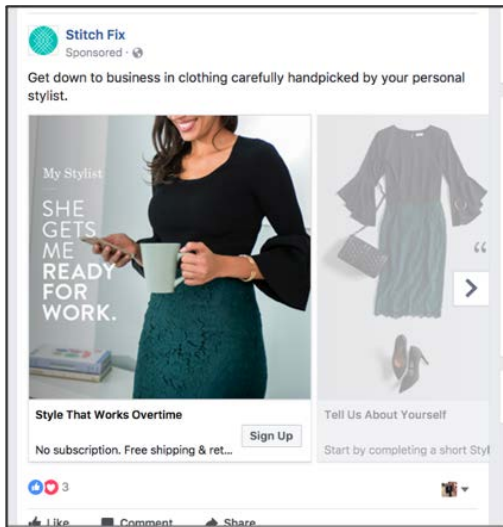 Stitch Fix
Sponsored ·
Get down to business in clothing carefully handpicked by your personal
stylist.
My Stylist
SHE
GETS
ME
READY
FOR
WORK.
“
Style That Works Overtime
No subscription. Free shipping & ret...
Sign Up
Tell Us About Yourself
Start by completing a short Styl
3
Like
Comment
Share